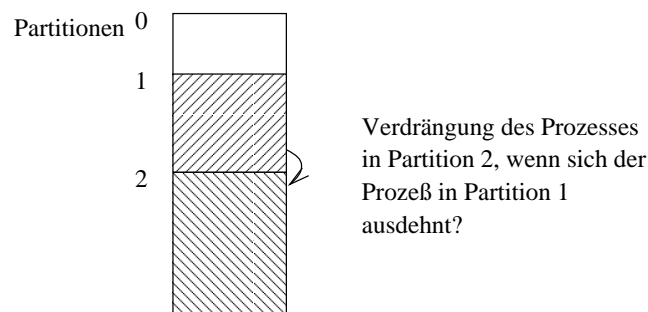 Partitionen 0
1
2
Verdrängung des Prozesses
in Partition 2, wenn sich der
Prozeß in Partition 1
ausdehnt?